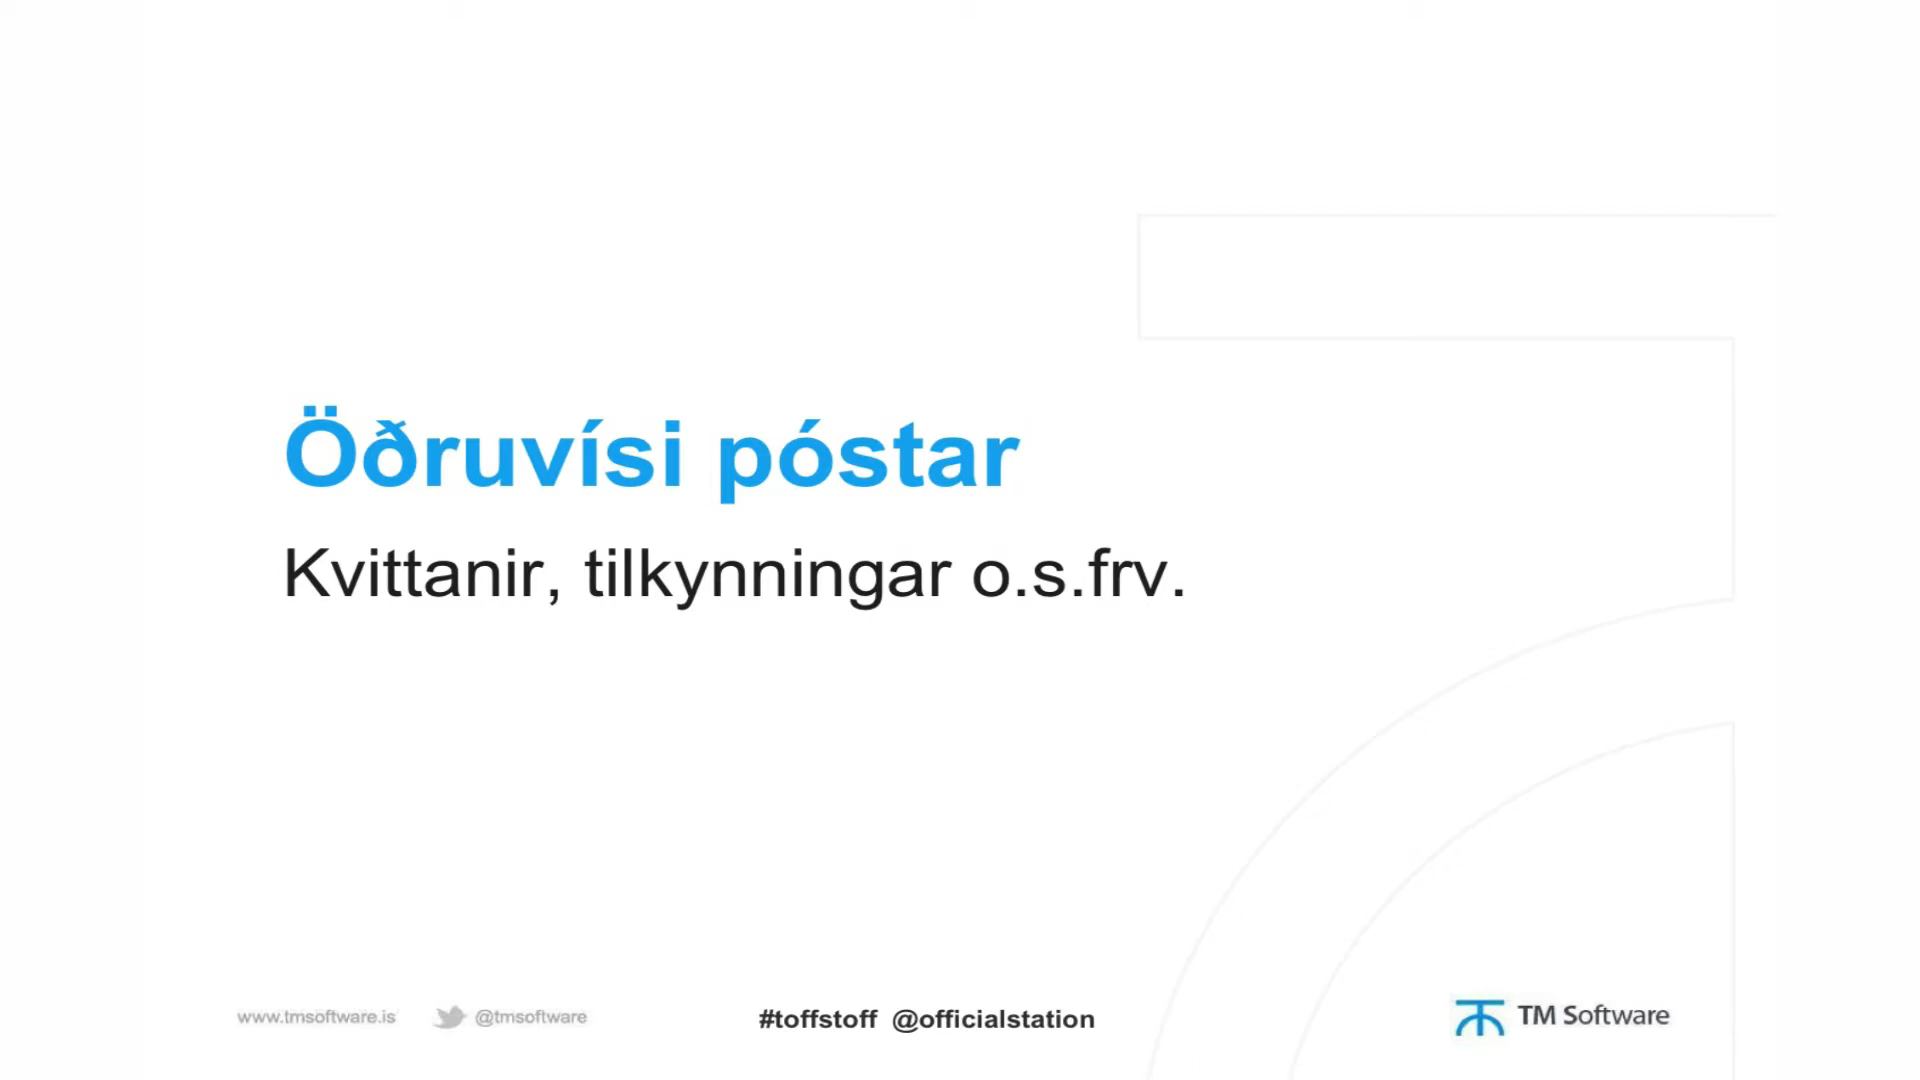 Öðruvísi póstar
Kvittanir, tilkynningar o.s.frv.
www.tmsoftware.is @tmsoftware #toffstoff @officialstation TM Software